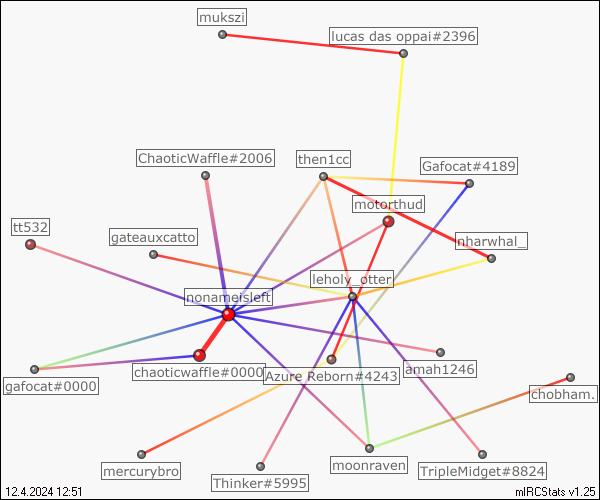 mukszi
lucas das oppai#2396
ChaoticWaffle#2006
then1cc
Gafocat#4189
motorthud
tt532
gateauxcatto
nharwhal_
leholy_otter
nonameisleft
chaoticwaffle#0000
Azure Reborn#4243
amah1246
gafocat#0000
chobham.
mercurybro
Thinker#5995
moonraven
TripleMidget#8824
12.4.2024 12:51
mIRCStats v1.25